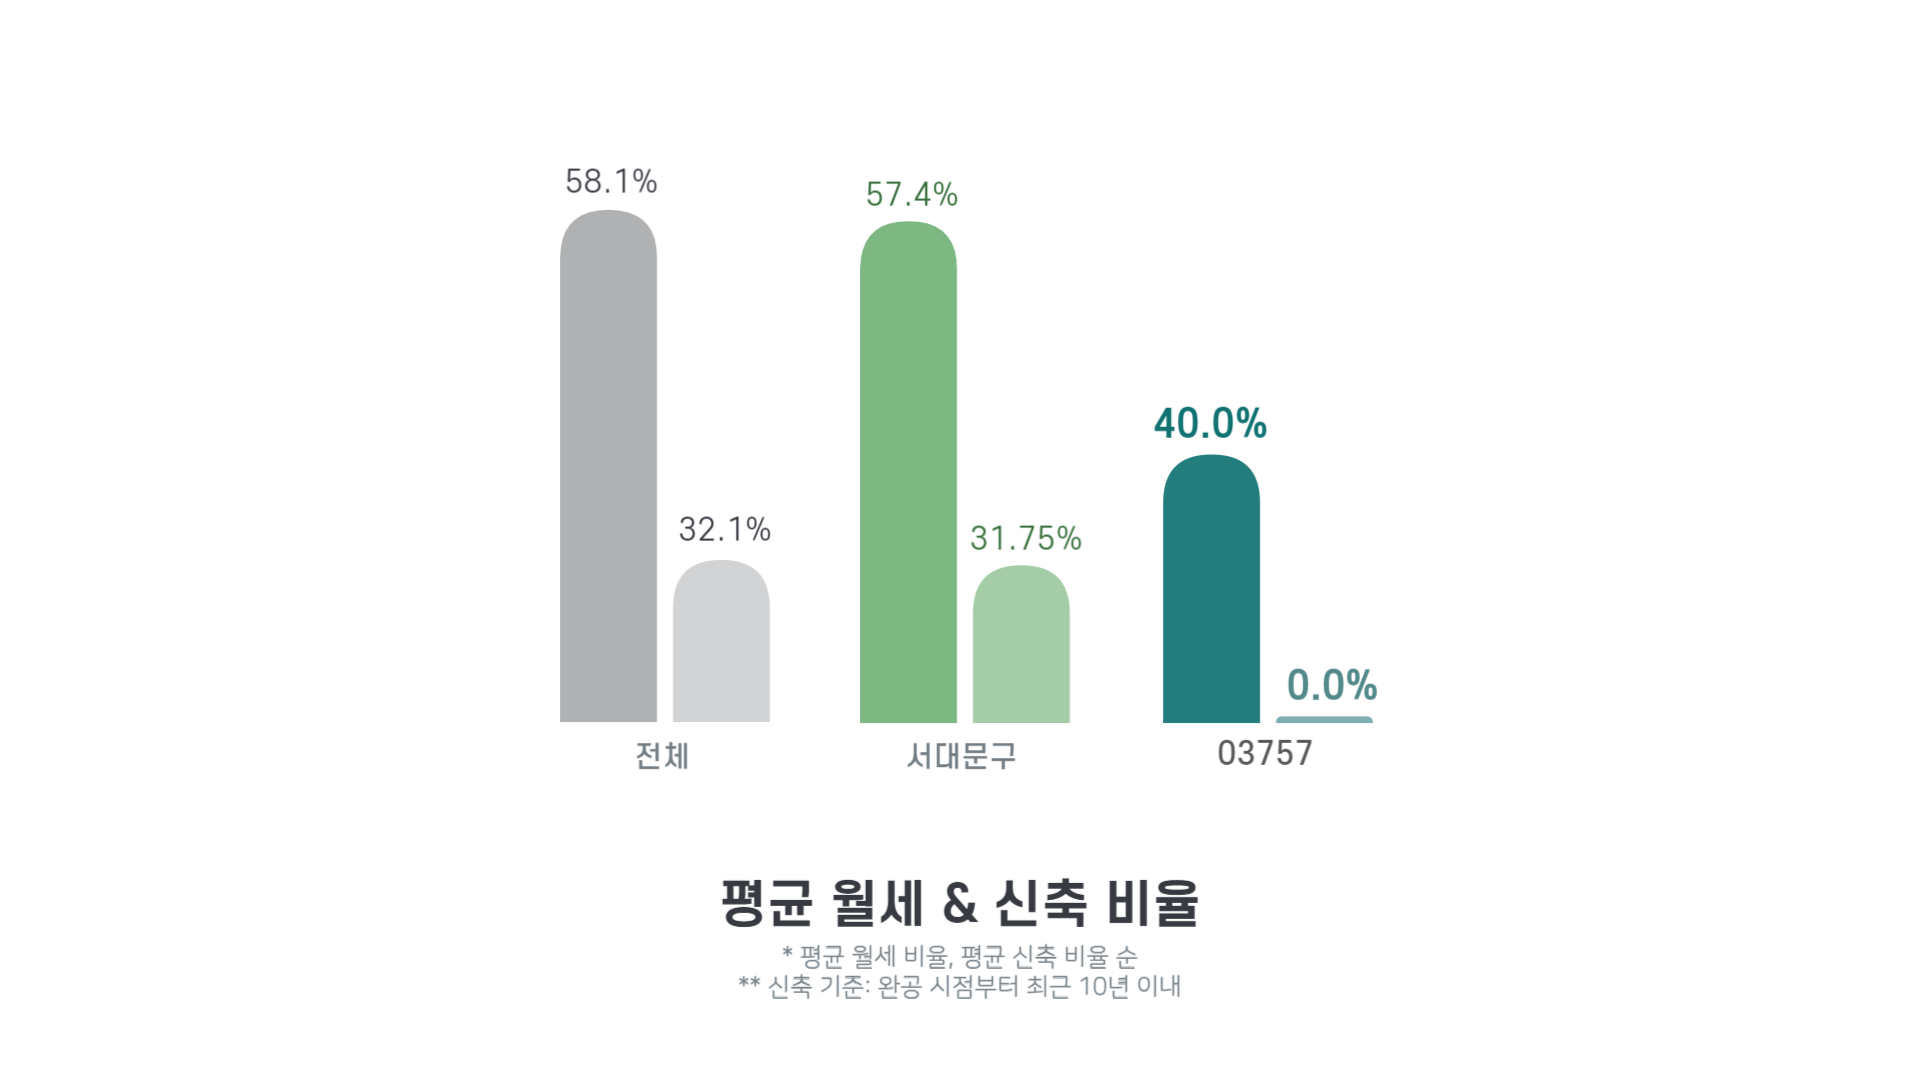 58.1%
32.1%
전체
57.4%
31.75%
서대문구
40.0%
0.0%
03757
평균 월세 & 신축 비율
* 평균 월세 비율, 평균 신축 비율 순
** 신축 기준: 완공 시점부터 최근 10년 이내